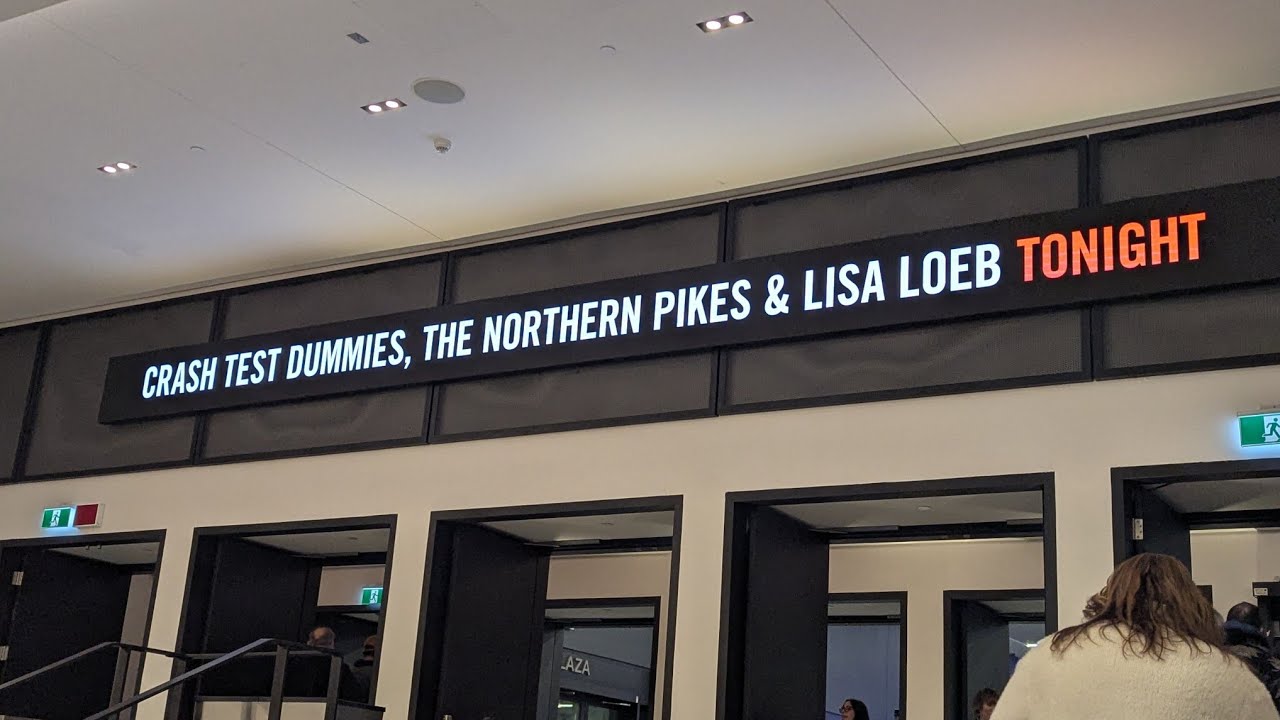 CRASH TEST DUMMIES, THE NORTHERN PIKES & LISA LOEB TONIGHT
LAZA